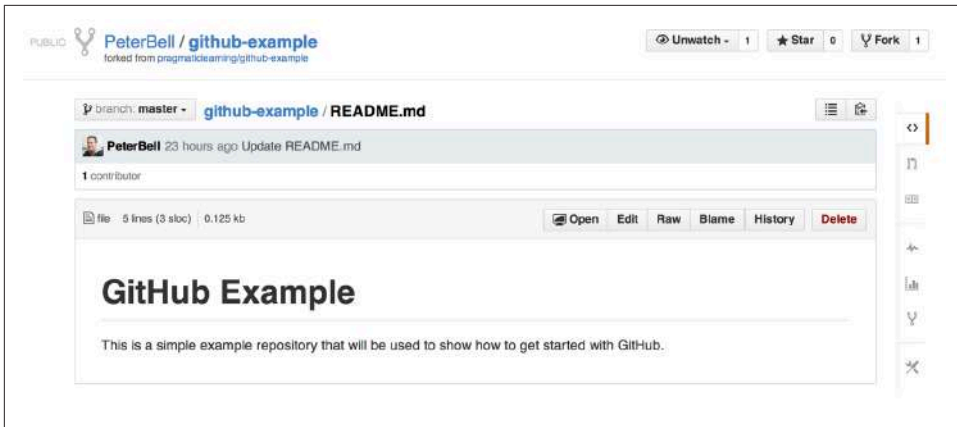 PUBLIC PeterBell / github-example
forked from pragmaticlearning/github-example
Unwatch 1 Star 0 Fork 1
branch: master github-example / README.md
PeterBell 23 hours ago Update README.md
1 contributor
file 5 lines (3 sloc) 0.125 kb Open Edit Raw Blame History Delete
GitHub Example
This is a simple example repository that will be used to show how to get started with GitHub.